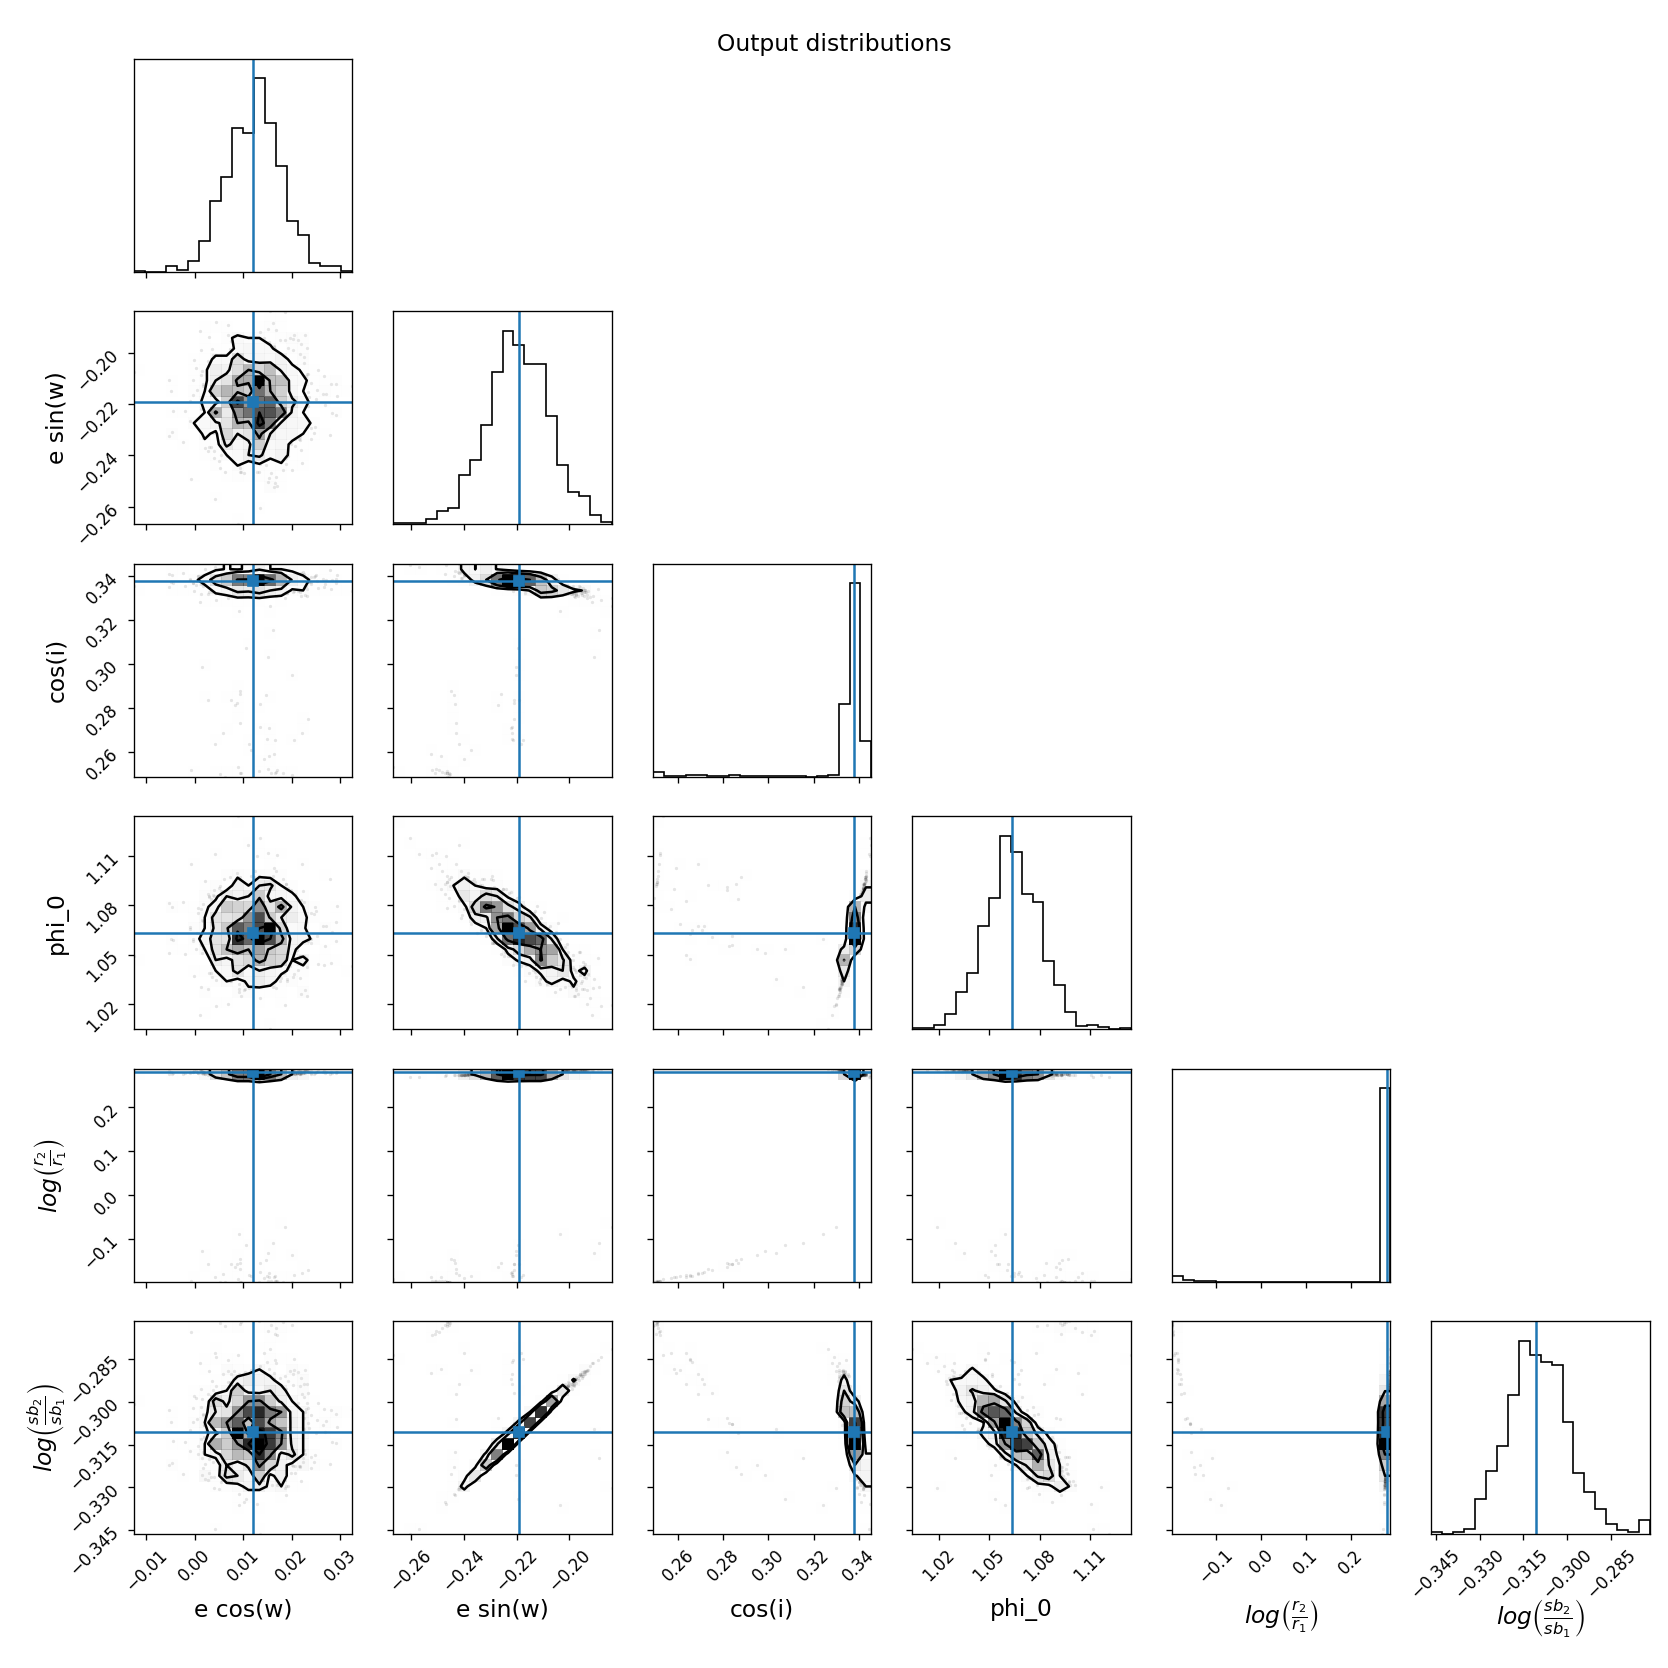 Output distributions
e sin(w)
−0.20
−0.22
−0.24
−0.26
cos(i)
0.34
0.32
0.30
0.28
0.26
phi_0
1.11
1.08
1.05
1.02
log(r₂/r₁)
0.2
0.1
0.0
−0.1
log(sb₂/sb₁)
−0.285
−0.300
−0.315
−0.330
−0.345
−0.01 0.00 0.01 0.02 0.03 −0.26 −0.24 −0.22 −0.20 0.26 0.28 0.30 0.32 0.34 1.02 1.05 1.08 1.11 −0.1 0.0 0.1 0.2 −0.345 −0.330 −0.315 −0.300 −0.285
e cos(w) e sin(w) cos(i) phi_0 log(r₂/r₁) log(sb₂/sb₁)